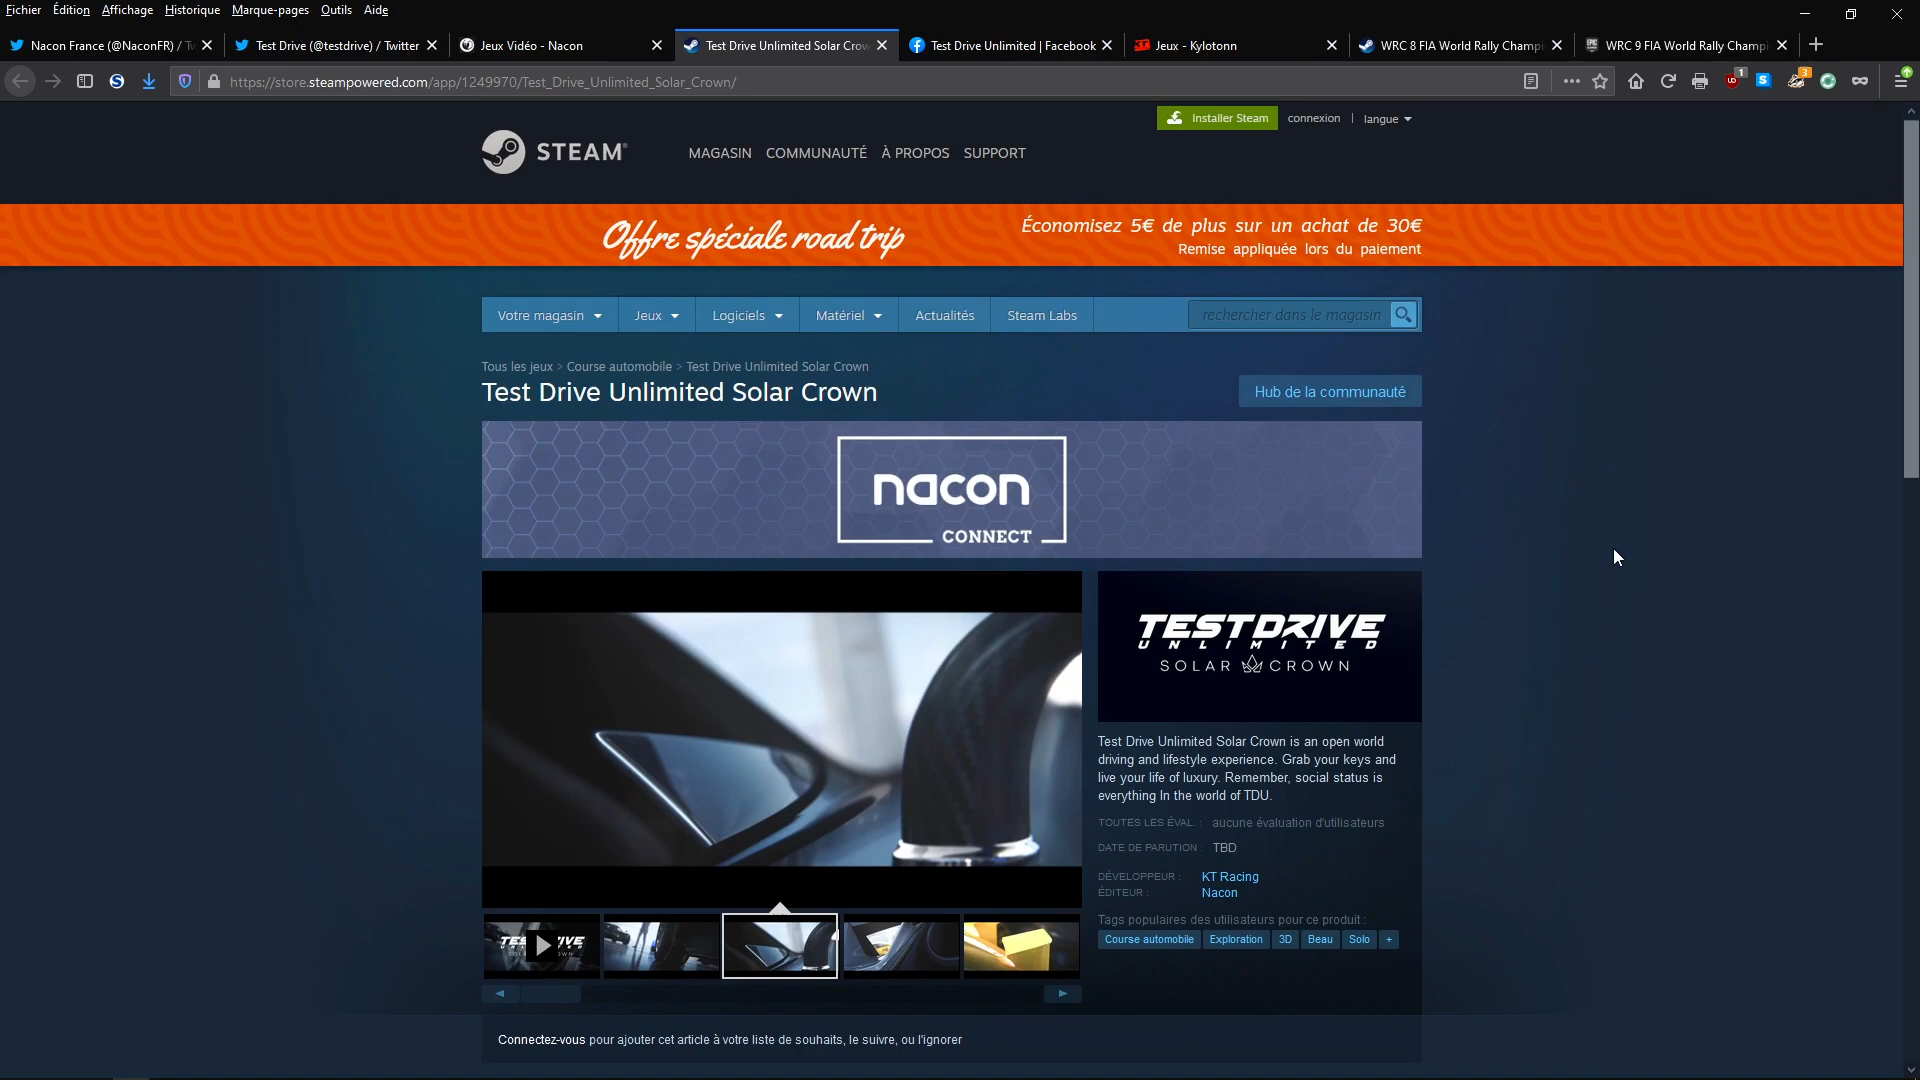 Fichier Édition Affichage Historique Marque-pages Outils Aide
Nacon France (@NaconFR) / Tw
Test Drive (@testdrive) / Twitter
Jeux Vidéo - Nacon
Test Drive Unlimited Solar Crow
Test Drive Unlimited | Facebook
Jeux - Kylotonn
WRC 8 FIA World Rally Champi
WRC 9 FIA World Rally Champi
https://store.steampowered.com/app/1249970/Test_Drive_Unlimited_Solar_Crown/
1
3
Installer Steam connexion | langue
STEAM
MAGASIN COMMUNAUTÉ À PROPOS SUPPORT
Offre spéciale road trip
Économisez 5€ de plus sur un achat de 30€
Remise appliquée lors du paiement
Votre magasin Jeux Logiciels Matériel Actualités Steam Labs rechercher dans le magasin
Tous les jeux > Course automobile > Test Drive Unlimited Solar Crown
Test Drive Unlimited Solar Crown
Hub de la communauté
nacon
CONNECT
TESTDRIVE
UNLIMITED
SOLAR CROWN
Test Drive Unlimited Solar Crown is an open world
driving and lifestyle experience. Grab your keys and
live your life of luxury. Remember, social status is
everything In the world of TDU.
TOUTES LES ÉVAL. : aucune évaluation d'utilisateurs
DATE DE PARUTION : TBD
DÉVELOPPEUR : KT Racing
ÉDITEUR : Nacon
Tags populaires des utilisateurs pour ce produit :
Course automobile Exploration 3D Beau Solo +
Connectez-vous pour ajouter cet article à votre liste de souhaits, le suivre, ou l'ignorer